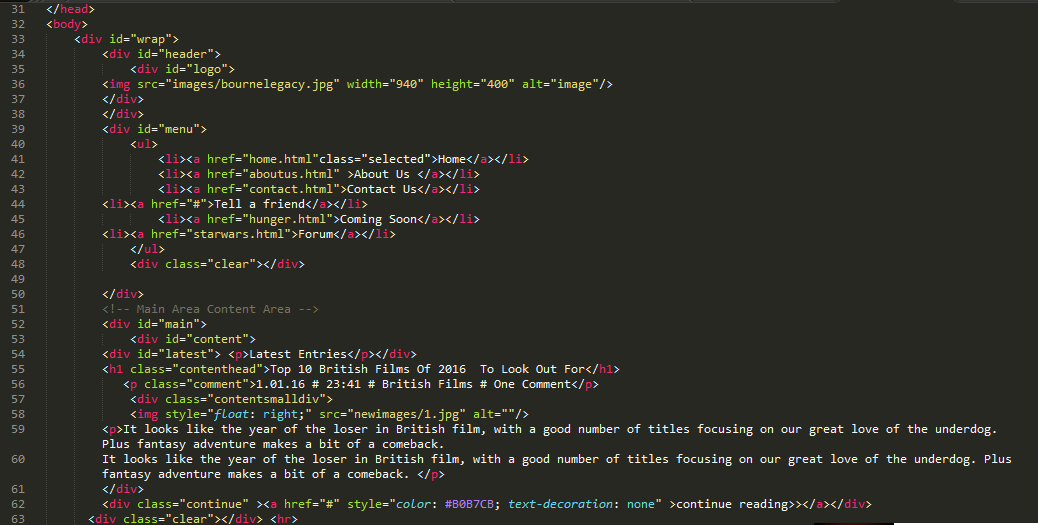 31 </head>
32 <body>
33 <div id="wrap">
34 <div id="header">
35 <div id="logo">
36 <img src="images/bournelegacy.jpg" width="940" height="400" alt="image"/>
37 </div>
38 </div>
39 <div id="menu">
40 <ul>
41 <li><a href="home.html"class="selected">Home</a></li>
42 <li><a href="aboutus.html" >About Us </a></li>
43 <li><a href="contact.html">Contact Us</a></li>
44 <li><a href="#">Tell a friend</a></li>
45 <li><a href="hunger.html">Coming Soon</a></li>
46 <li><a href="starwars.html">Forum</a></li>
47 </ul>
48 <div class="clear"></div>
49
50 </div>
51 <!-- Main Area Content Area -->
52 <div id="main">
53 <div id="content">
54 <div id="latest"> <p>Latest Entries</p></div>
55 <h1 class="contenthead">Top 10 British Films Of 2016  To Look Out For</h1>
56 <p class="comment">1.01.16 # 23:41 # British Films # One Comment</p>
57 <div class="contentsmalldiv">
58 <img style="float: right;" src="newimages/1.jpg" alt=""/>
59 <p>It looks like the year of the loser in British film, with a good number of titles focusing on our great love of the underdog.
Plus fantasy adventure makes a bit of a comeback.
60 It looks like the year of the loser in British film, with a good number of titles focusing on our great love of the underdog. Plus
fantasy adventure makes a bit of a comeback. </p>
61 </div>
62 <div class="continue" ><a href="#" style="color: #B0B7CB; text-decoration: none" >continue reading>></a></div>
63 <div class="clear"></div> <hr>